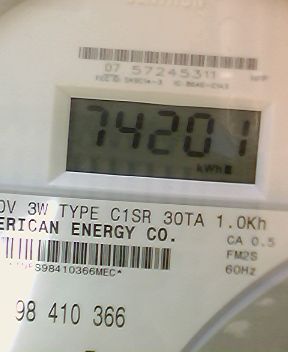 07 57245311
74201
kWh
0V 3W TYPE C1SR 30TA 1.0Kh
ERICAN ENERGY CO.
CA 0.5
FM2S
60Hz
S98410366MEC*
98 410 366